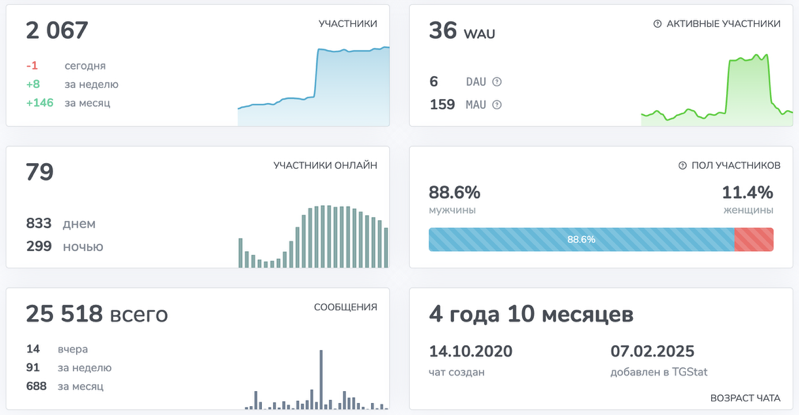 2 067
УЧАСТНИКИ
-1 сегодня
+8 за неделю
+146 за месяц
36 WAU
АКТИВНЫЕ УЧАСТНИКИ
6 DAU
159 MAU
79
УЧАСТНИКИ ОНЛАЙН
833 днем
299 ночью
ПОЛ УЧАСТНИКОВ
88.6% 11.4%
мужчины женщины
88.6%
25 518 всего
СООБЩЕНИЯ
14 вчера
91 за неделю
688 за месяц
4 года 10 месяцев
14.10.2020 07.02.2025
чат создан добавлен в TGStat
ВОЗРАСТ ЧАТА